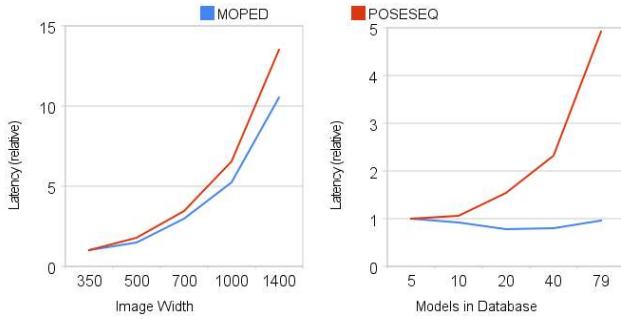 MOPED
POSESEQ
Latency (relative)
15
10
5
0
350 500 700 1000 1400
Image Width
Latency (relative)
5
4
3
2
1
0
5 10 20 40 79
Models in Database